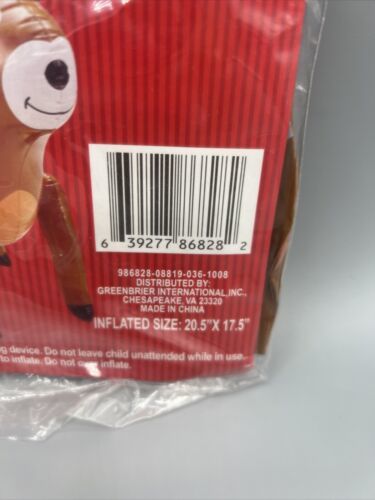 6 39277 86828 2
986828-08819-036-1008
DISTRIBUTED BY:
GREENBRIER INTERNATIONAL, INC.,
CHESAPEAKE, VA 23320
MADE IN CHINA
INFLATED SIZE: 20.5"X 17.5"
device. Do not leave child unattended while in use.
to inflate. Do not over inflate.